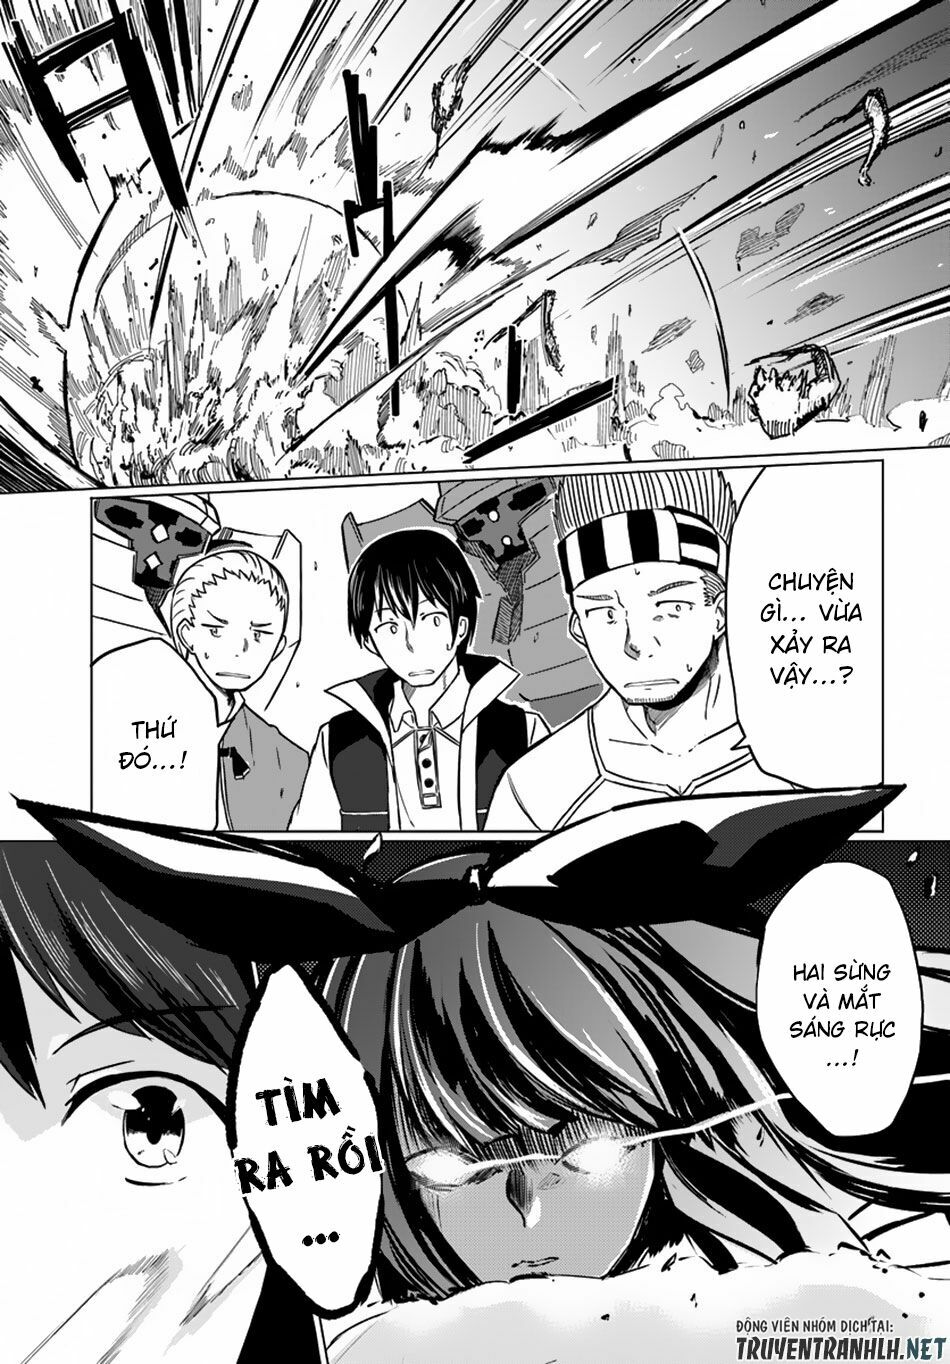 CHUYỆN
GÌ... VỪA
XẢY RA
VẬY...?
THỨ
ĐÓ...!
HAI SỪNG
VÀ MẮT
SÁNG RỰC
...!
TÌM
RA RỒI
...
ĐỘNG VIÊN NHÓM DỊCH TẠI:
TRUYENTRANHLH.NET